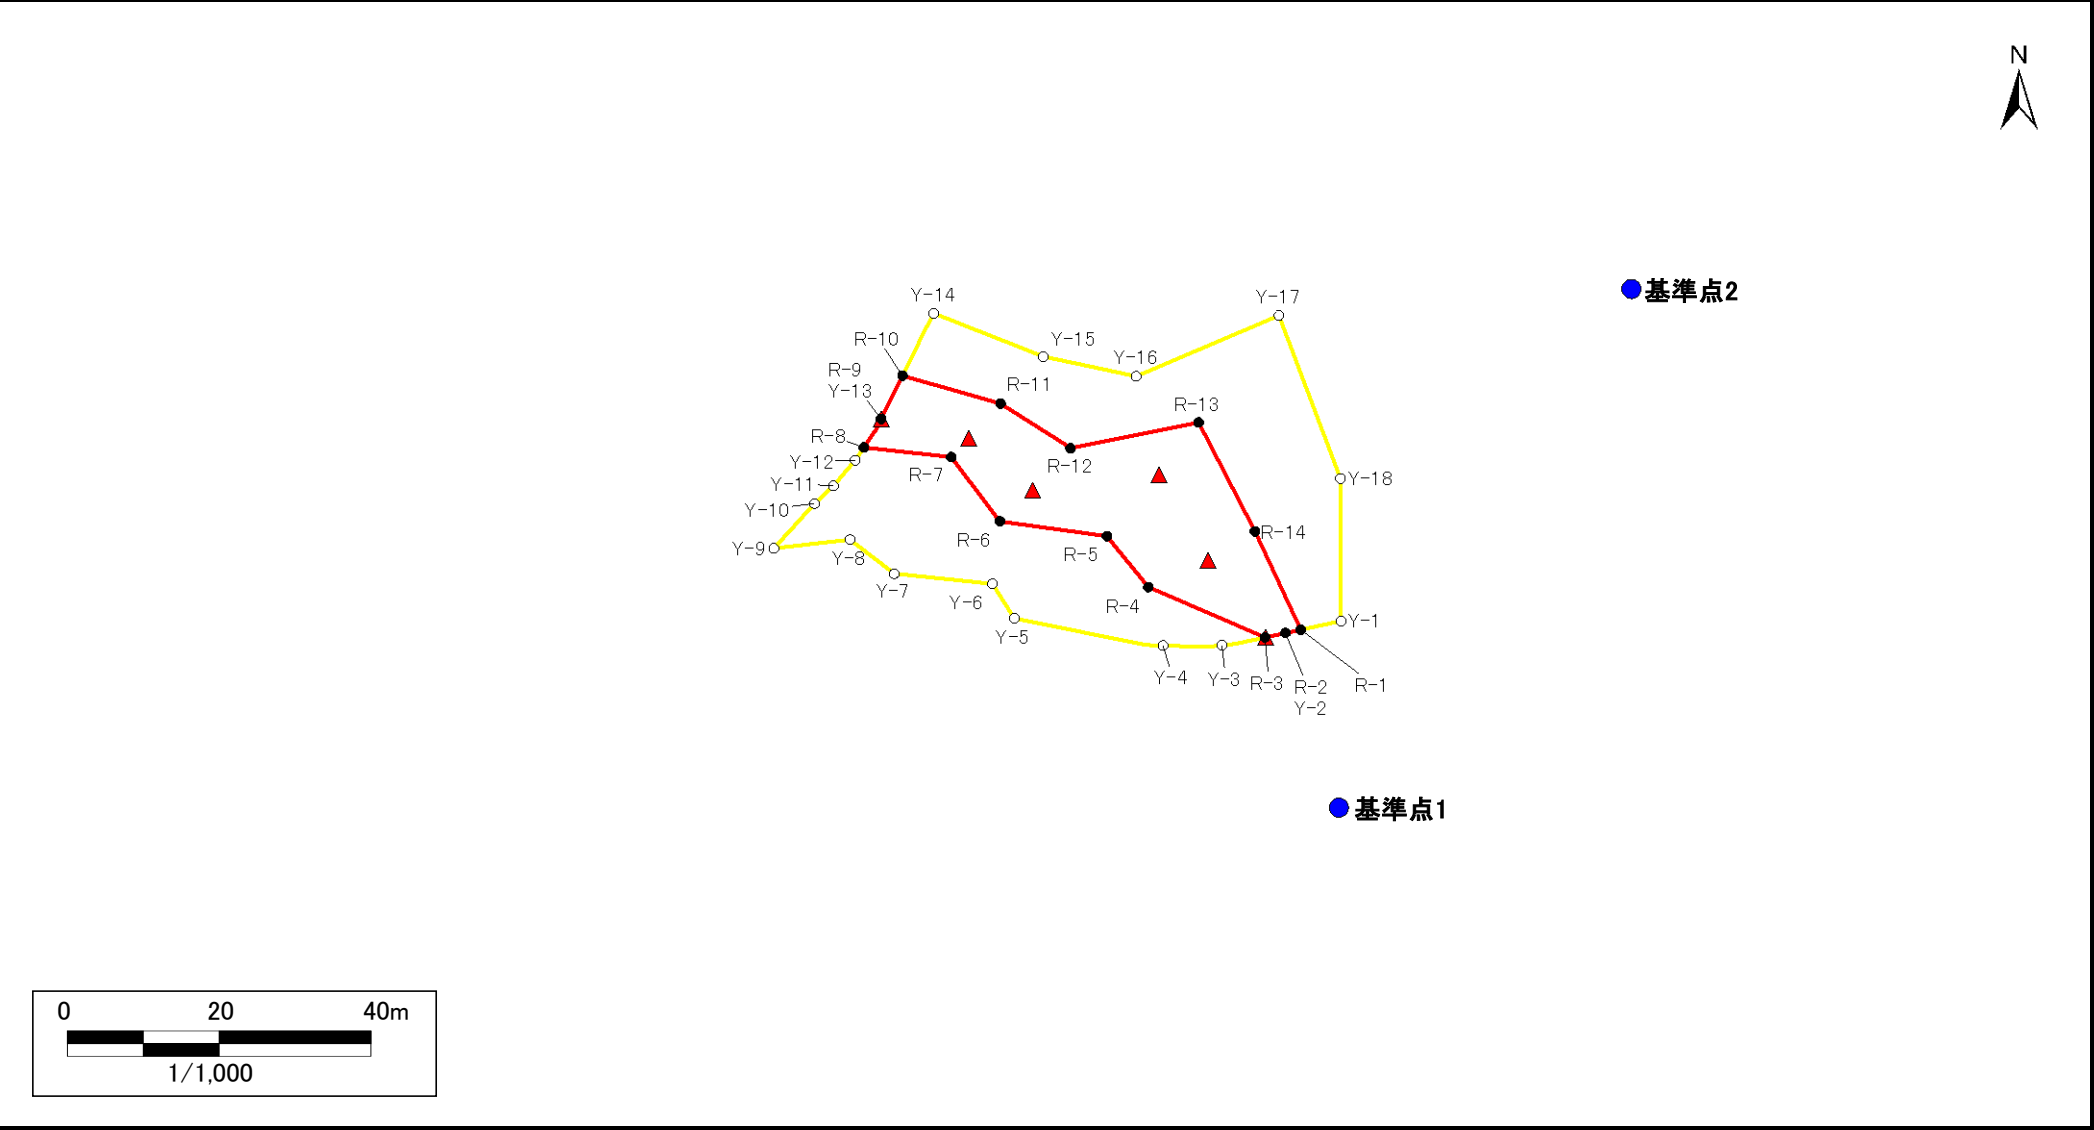 N
基準点2
Y-14
Y-17
R-10
Y-15
Y-16
R-9
Y-13
R-11
R-13
R-8
Y-12
R-7
R-12
Y-11
Y-18
Y-10
R-14
R-6
Y-9
Y-8
R-5
Y-7
Y-6
R-4
Y-5
Y-1
Y-4
Y-3
R-3
R-2
Y-2
R-1
基準点1
0 20 40m
1/1,000